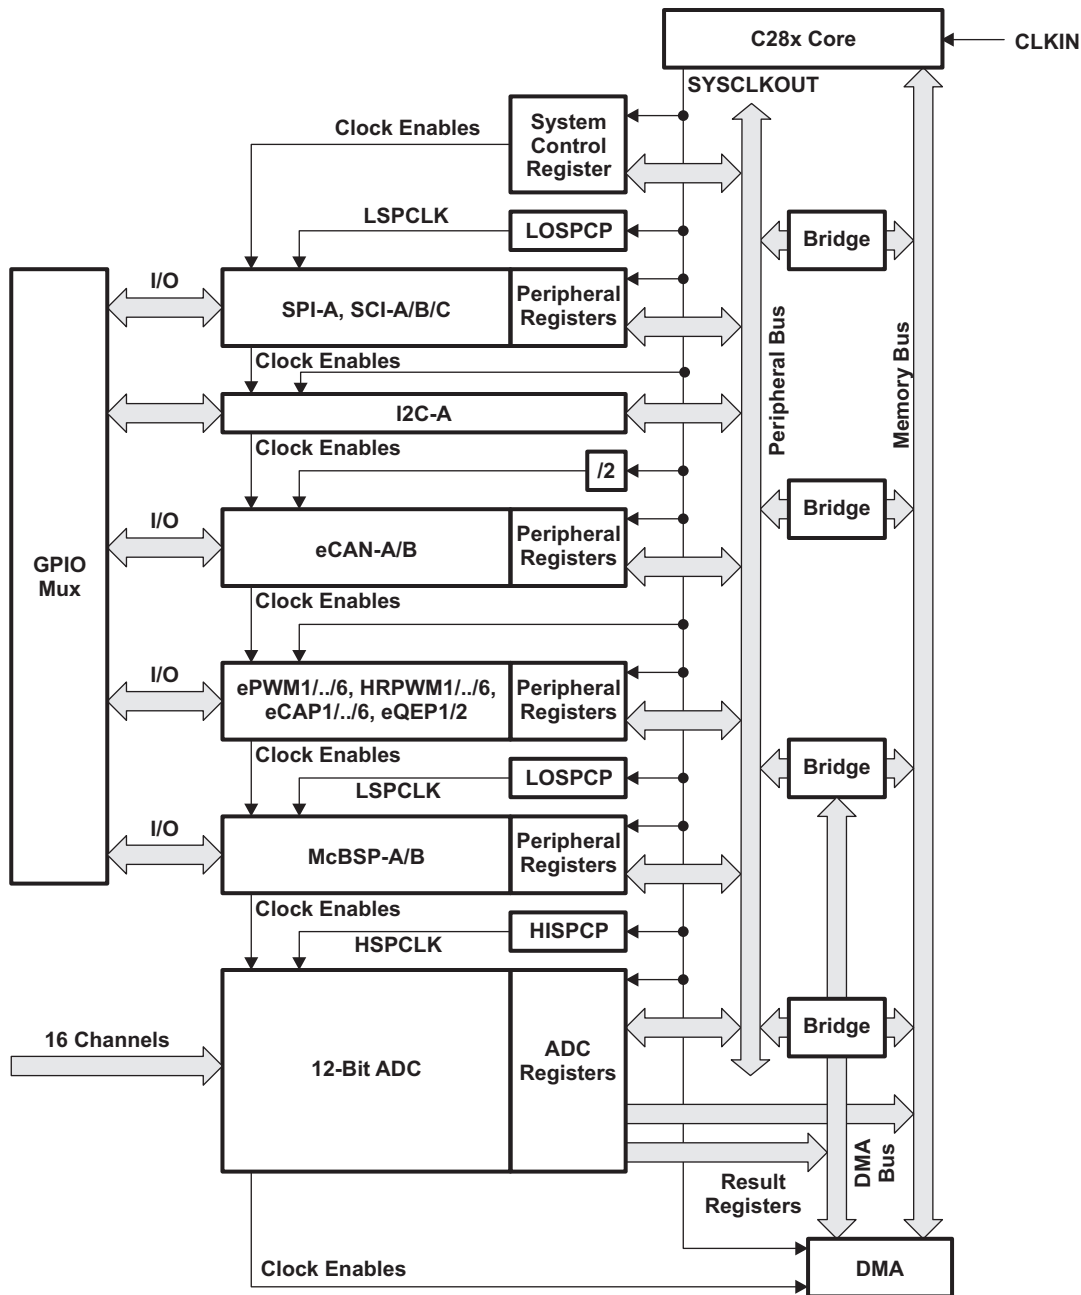 C28x Core
CLKIN
SYSCLKOUT
Clock Enables
System
Control
Register
LSPCLK
LOSPCP
Bridge
I/O
SPI-A, SCI-A/B/C
Peripheral
Registers
Peripheral Bus
Memory Bus
Clock Enables
I2C-A
Clock Enables
/2
Bridge
I/O
eCAN-A/B
Peripheral
Registers
GPIO
Mux
Clock Enables
I/O
ePWM1/../6, HRPWM1/../6,
eCAP1/../6, eQEP1/2
Peripheral
Registers
Clock Enables
LSPCLK
LOSPCP
Bridge
I/O
McBSP-A/B
Peripheral
Registers
Clock Enables
HSPCLK
HISPCP
Bridge
16 Channels
12-Bit ADC
ADC
Registers
DMA
Bus
Result
Registers
Clock Enables
DMA